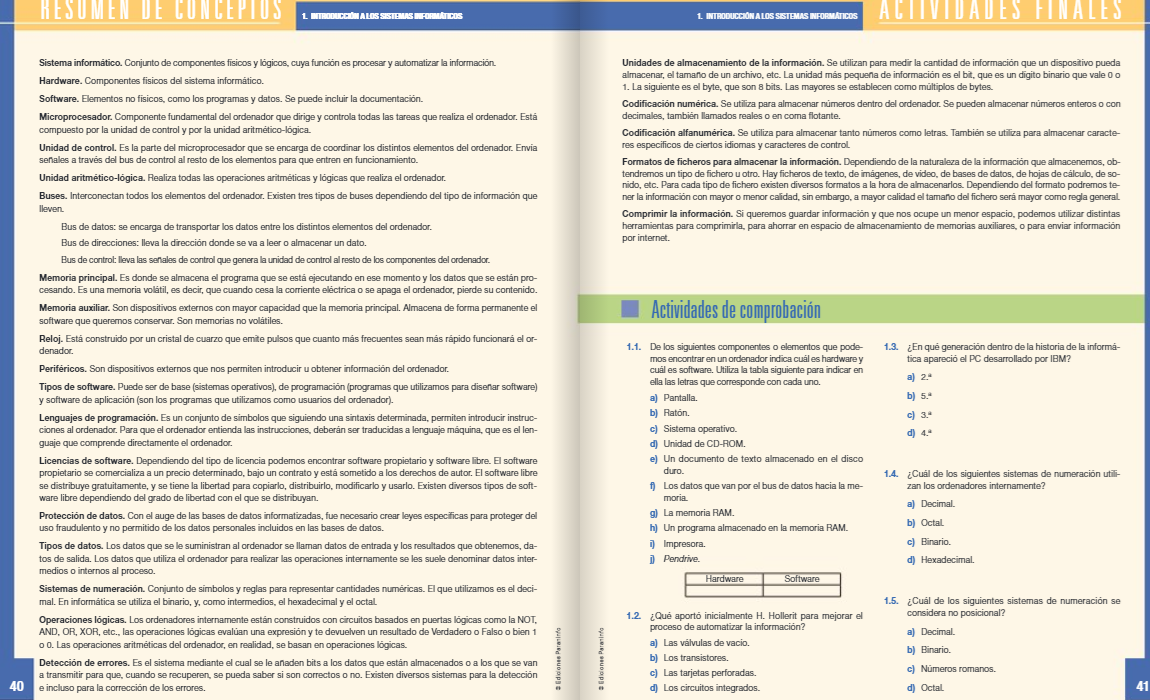 RESUMEN DE CONCEPTOS
1. INTRODUCCIÓN A LOS SISTEMAS INFORMÁTICOS
Sistema informático. Conjunto de componentes físicos y lógicos, cuya función es procesar y automatizar la información.
Hardware. Componentes físicos del sistema informático.
Software. Elementos no físicos, como los programas y datos. Se puede incluir la documentación.
Microprocesador. Componente fundamental del ordenador que dirige y controla todas las tareas que realiza el ordenador. Está
compuesto por la unidad de control y por la unidad aritmético-lógica.
Unidad de control. Es la parte del microprocesador que se encarga de coordinar los distintos elementos del ordenador. Envía
señales a través del bus de control al resto de los elementos para que entren en funcionamiento.
Unidad aritmético-lógica. Realiza todas las operaciones aritméticas y lógicas que realiza el ordenador.
Buses. Interconectan todos los elementos del ordenador. Existen tres tipos de buses dependiendo del tipo de información que
lleven.
Bus de datos: se encarga de transportar los datos entre los distintos elementos del ordenador.
Bus de direcciones: lleva la dirección donde se va a leer o almacenar un dato.
Bus de control: lleva las señales de control que genera la unidad de control al resto de los componentes del ordenador.
Memoria principal. Es donde se almacena el programa que se está ejecutando en ese momento y los datos que se están pro-
cesando. Es una memoria volátil, es decir, que cuando cesa la corriente eléctrica o se apaga el ordenador, pierde su contenido.
Memoria auxiliar. Son dispositivos externos con mayor capacidad que la memoria principal. Almacena de forma permanente el
software que queremos conservar. Son memorias no volátiles.
Reloj. Está construido por un cristal de cuarzo que emite pulsos que cuanto más frecuentes sean más rápido funcionará el or-
denador.
Periféricos. Son dispositivos externos que nos permiten introducir u obtener información del ordenador.
Tipos de software. Puede ser de base (sistemas operativos), de programación (programas que utilizamos para diseñar software)
y software de aplicación (son los programas que utilizamos como usuarios del ordenador).
Lenguajes de programación. Es un conjunto de símbolos que siguiendo una sintaxis determinada, permiten introducir instruc-
ciones al ordenador. Para que el ordenador entienda las instrucciones, deberán ser traducidas a lenguaje máquina, que es el len-
guaje que comprende directamente el ordenador.
Licencias de software. Dependiendo del tipo de licencia podemos encontrar software propietario y software libre. El software
propietario se comercializa a un precio determinado, bajo un contrato y está sometido a los derechos de autor. El software libre
se distribuye gratuitamente, y se tiene la libertad para copiarlo, distribuirlo, modificarlo y usarlo. Existen diversos tipos de soft-
ware libre dependiendo del grado de libertad con el que se distribuyan.
Protección de datos. Con el auge de las bases de datos informatizadas, fue necesario crear leyes específicas para proteger del
uso fraudulento y no permitido de los datos personales incluidos en las bases de datos.
Tipos de datos. Los datos que se le suministran al ordenador se llaman datos de entrada y los resultados que obtenemos, da-
tos de salida. Los datos que utiliza el ordenador para realizar las operaciones internamente se les suele denominar datos inter-
medios o internos al proceso.
Sistemas de numeración. Conjunto de símbolos y reglas para representar cantidades numéricas. El que utilizamos es el deci-
mal. En informática se utiliza el binario, y, como intermedios, el hexadecimal y el octal.
Operaciones lógicas. Los ordenadores internamente están construidos con circuitos basados en puertas lógicas como la NOT,
AND, OR, XOR, etc., las operaciones lógicas evalúan una expresión y te devuelven un resultado de Verdadero o Falso o bien 1
o 0. Las operaciones aritméticas del ordenador, en realidad, se basan en operaciones lógicas.
Detección de errores. Es el sistema mediante el cual se le añaden bits a los datos que están almacenados o a los que se van
a transmitir para que, cuando se recuperen, se pueda saber si son correctos o no. Existen diversos sistemas para la detección
e incluso para la corrección de los errores.
© Ediciones Paraninfo
40
1. INTRODUCCIÓN A LOS SISTEMAS INFORMÁTICOS
ACTIVIDADES FINALES
Unidades de almacenamiento de la información. Se utilizan para medir la cantidad de información que un dispositivo pueda
almacenar, el tamaño de un archivo, etc. La unidad más pequeña de información es el bit, que es un dígito binario que vale 0 o
1. La siguiente es el byte, que son 8 bits. Las mayores se establecen como múltiplos de bytes.
Codificación numérica. Se utiliza para almacenar números dentro del ordenador. Se pueden almacenar números enteros o con
decimales, también llamados reales o en coma flotante.
Codificación alfanumérica. Se utiliza para almacenar tanto números como letras. También se utiliza para almacenar caracte-
res específicos de ciertos idiomas y caracteres de control.
Formatos de ficheros para almacenar la información. Dependiendo de la naturaleza de la información que almacenemos, ob-
tendremos un tipo de fichero u otro. Hay ficheros de texto, de imágenes, de vídeo, de bases de datos, de hojas de cálculo, de so-
nido, etc. Para cada tipo de fichero existen diversos formatos a la hora de almacenarlos. Dependiendo del formato podremos te-
ner la información con mayor o menor calidad, sin embargo, a mayor calidad el tamaño del fichero será mayor como regla general.
Comprimir la información. Si queremos guardar información y que nos ocupe un menor espacio, podemos utilizar distintas
herramientas para comprimirla, para ahorrar en espacio de almacenamiento de memorias auxiliares, o para enviar información
por internet.
Actividades de comprobación
1.1. De los siguientes componentes o elementos que pode-
mos encontrar en un ordenador indica cuál es hardware y
cuál es software. Utiliza la tabla siguiente para indicar en
ella las letras que corresponde con cada uno.
a) Pantalla.
b) Ratón.
c) Sistema operativo.
d) Unidad de CD-ROM.
e) Un documento de texto almacenado en el disco
duro.
f) Los datos que van por el bus de datos hacia la me-
moria.
g) La memoria RAM.
h) Un programa almacenado en la memoria RAM.
i) Impresora.
j) Pendrive.
Hardware Software
1.2. ¿Qué aportó inicialmente H. Hollerit para mejorar el
proceso de automatizar la información?
a) Las válvulas de vacío.
b) Los transistores.
c) Las tarjetas perforadas.
d) Los circuitos integrados.
1.3. ¿En qué generación dentro de la historia de la informá-
tica apareció el PC desarrollado por IBM?
a) 2.ª
b) 5.ª
c) 3.ª
d) 4.ª
1.4. ¿Cuál de los siguientes sistemas de numeración utili-
zan los ordenadores internamente?
a) Decimal.
b) Octal.
c) Binario.
d) Hexadecimal.
1.5. ¿Cuál de los siguientes sistemas de numeración se
considera no posicional?
a) Decimal.
b) Binario.
c) Números romanos.
d) Octal.
© Ediciones Paraninfo
41